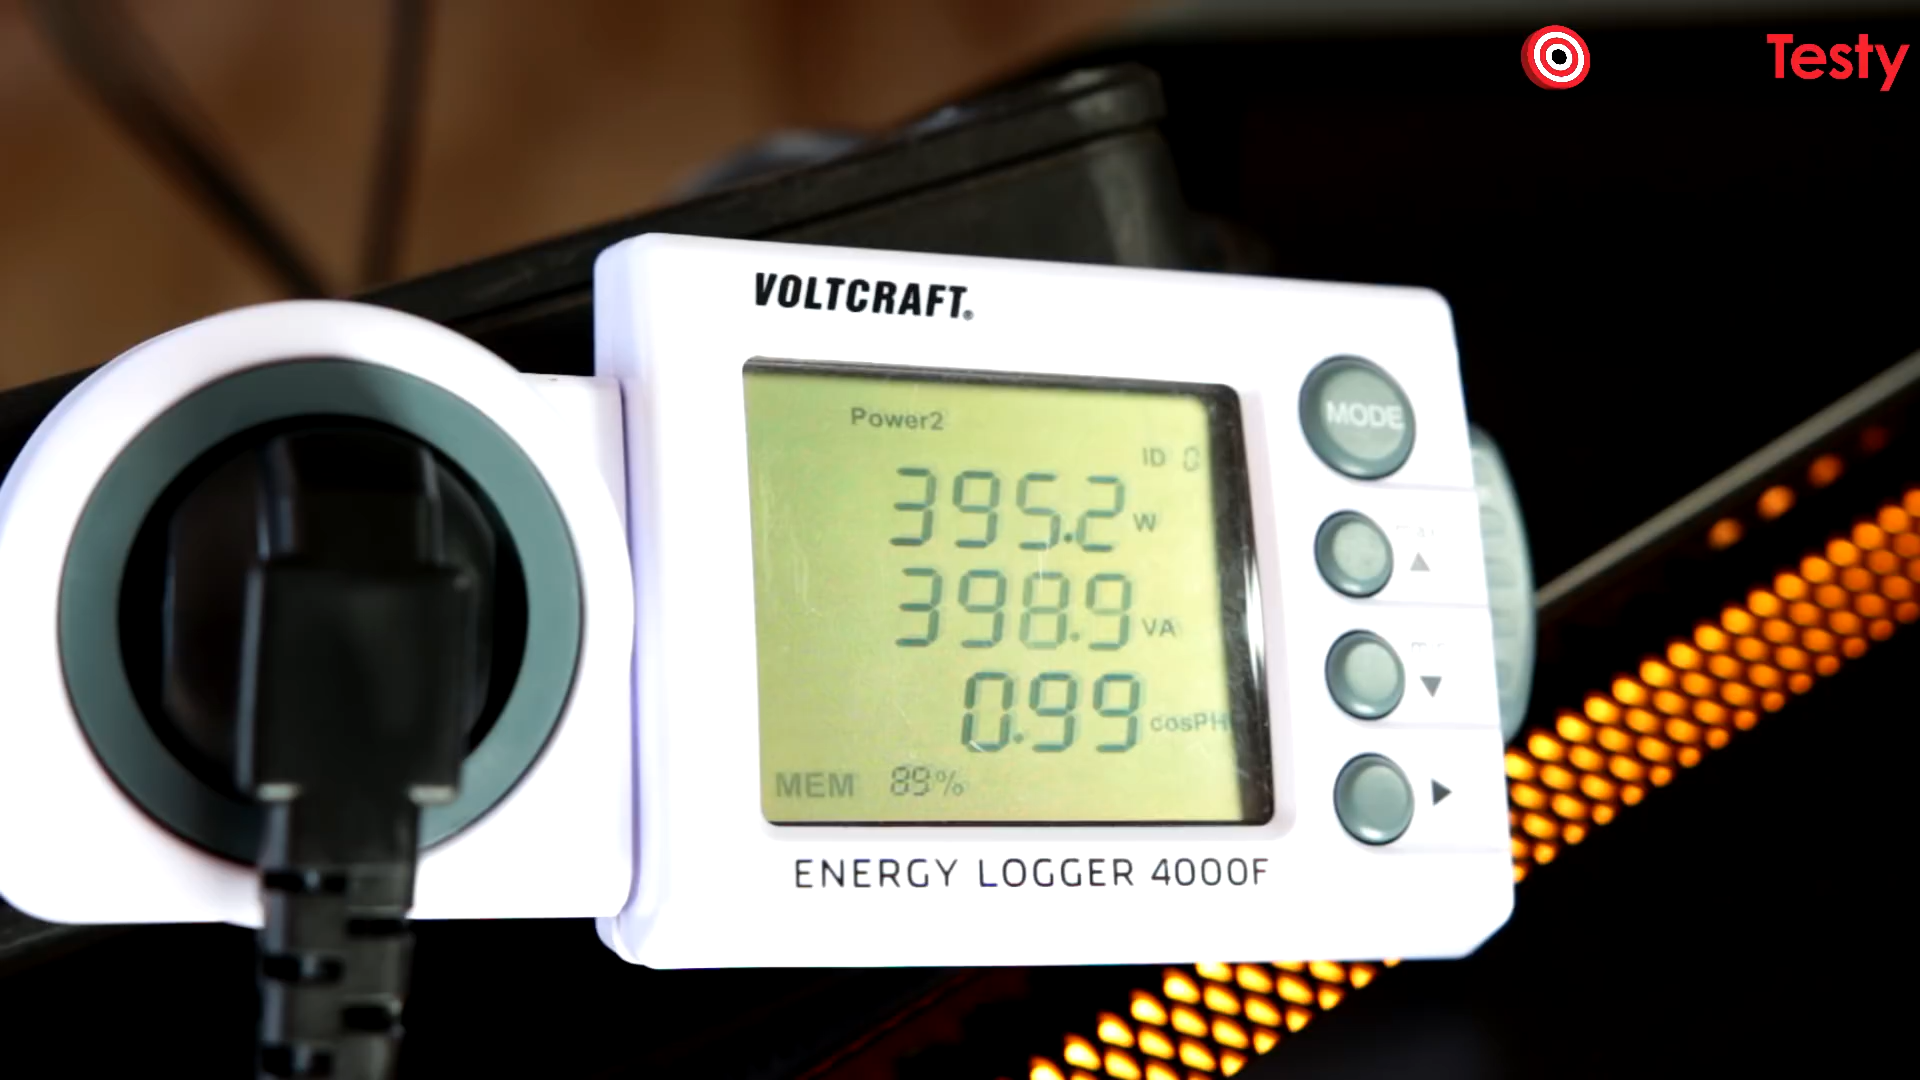 Testy
VOLTCRAFT®
Power2
ID 0
395.2 W
398.9 VA
0.99 cosPHI
MEM 89%
MODE
▲
▼
▶
ENERGY LOGGER 4000F